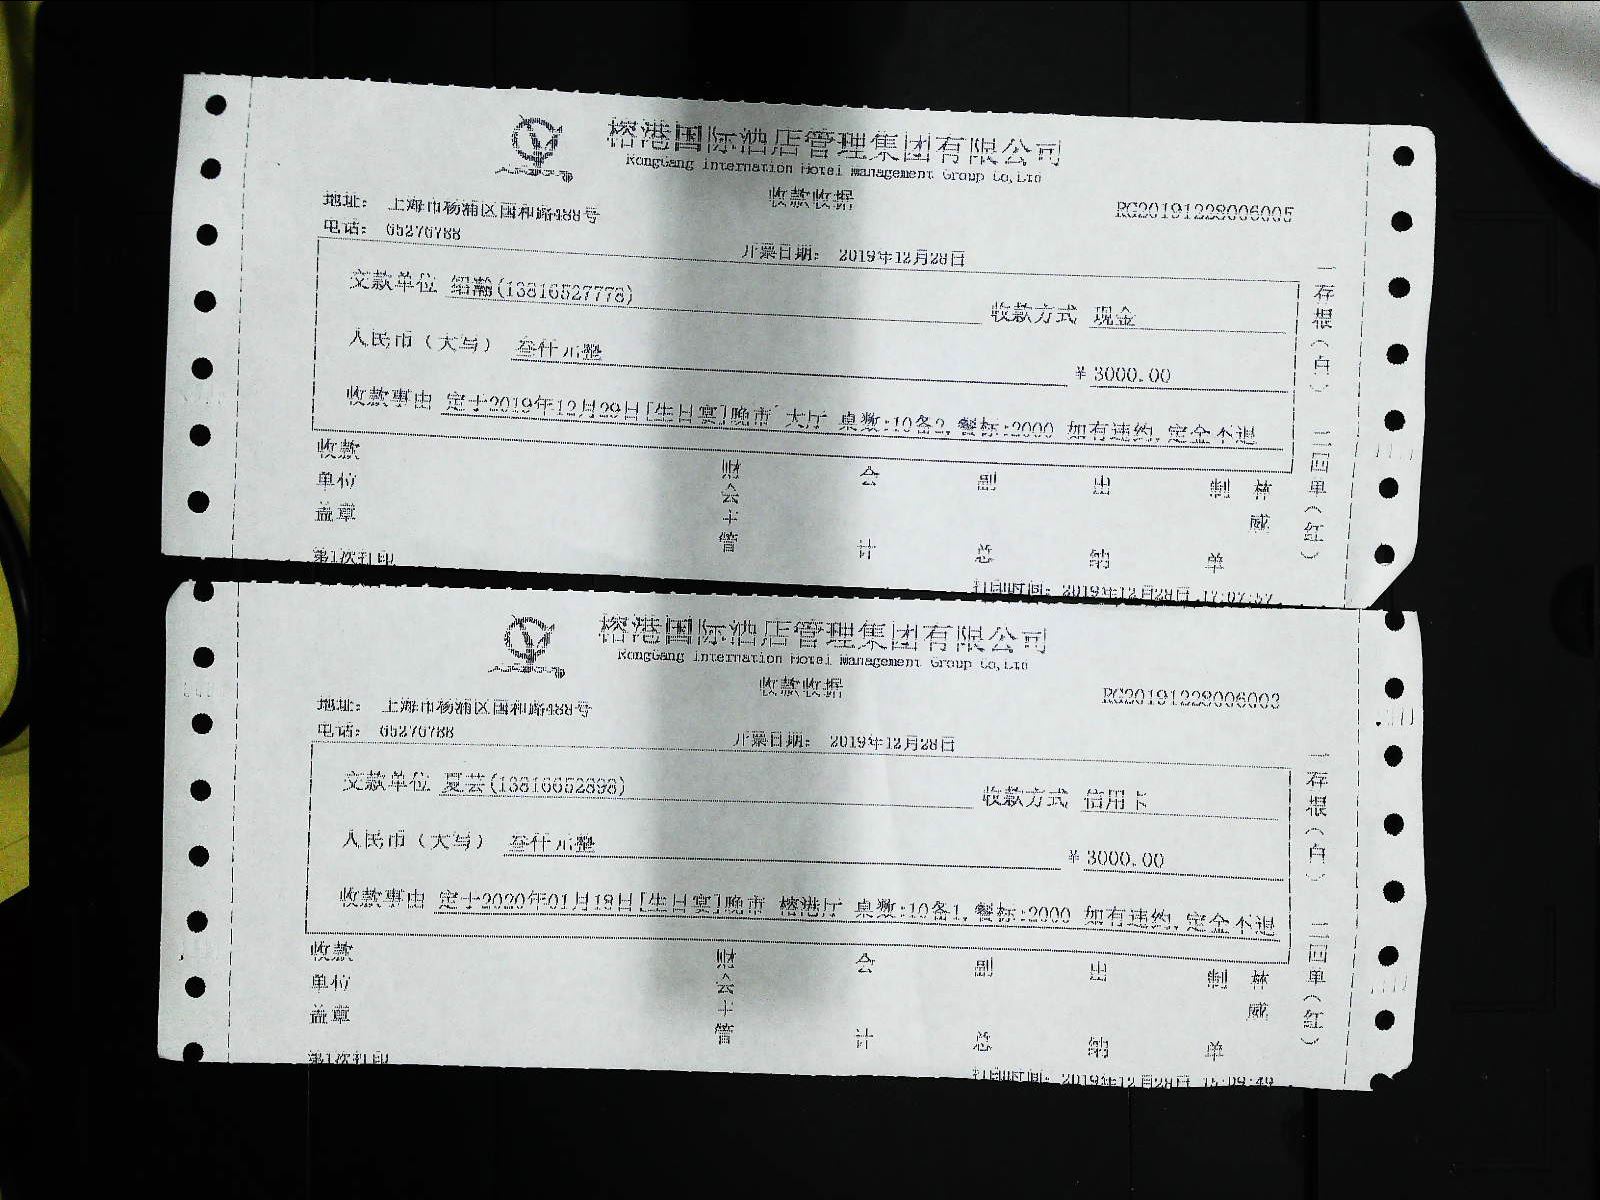 榕港国际酒店管理集团有限公司
RongGang International Hotel Management Group Co,Ltd
收款收据
RG20191228006005
地址： 上海市杨浦区国和路488号
电话： 65276788
开票日期： 2019年12月28日
交款单位 绍瀚(13816527778)
收款方式 现金
人民币（大写） 叁仟元整
¥ 3000.00
收款事由 定于2019年12月29日[生日宴]晚市 大厅 桌数:10备2,餐标:2000 如有违约,定金不退
收款单位盖章
财会主管
会计
副总
出纳
制单
林威
一存根（白） 二回单（红）
第1次打印
打印时间： 2019年12月28日 17:07:57
榕港国际酒店管理集团有限公司
RongGang International Hotel Management Group Co,Ltd
收款收据
RG20191228006003
地址： 上海市杨浦区国和路488号
电话： 65276788
开票日期： 2019年12月28日
交款单位 夏芸(13816652898)
收款方式 信用卡
人民币（大写） 叁仟元整
¥ 3000.00
收款事由 定于2020年01月18日[生日宴]晚市 榕港厅 桌数:10备1,餐标:2000 如有违约,定金不退
收款单位盖章
财会主管
会计
副总
出纳
制单
林威
一存根（白） 二回单（红）
第1次打印
打印时间： 2019年12月28日 15:09:49